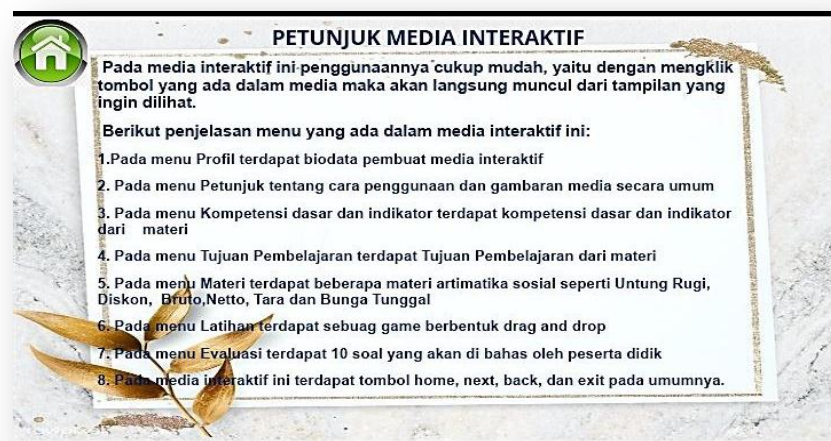 PETUNJUK MEDIA INTERAKTIF
Pada media interaktif ini penggunaannya cukup mudah, yaitu dengan mengklik
tombol yang ada dalam media maka akan langsung muncul dari tampilan yang
ingin dilihat.
Berikut penjelasan menu yang ada dalam media interaktif ini:
1.Pada menu Profil terdapat biodata pembuat media interaktif
2. Pada menu Petunjuk tentang cara penggunaan dan gambaran media secara umum
3. Pada menu Kompetensi dasar dan indikator terdapat kompetensi dasar dan indikator
dari materi
4. Pada menu Tujuan Pembelajaran terdapat Tujuan Pembelajaran dari materi
5. Pada menu Materi terdapat beberapa materi artimatika sosial seperti Untung Rugi,
Diskon, Bruto,Netto, Tara dan Bunga Tunggal
6. Pada menu Latihan terdapat sebuag game berbentuk drag and drop
7. Pada menu Evaluasi terdapat 10 soal yang akan di bahas oleh peserta didik
8. Pada media interaktif ini terdapat tombol home, next, back, dan exit pada umumnya.